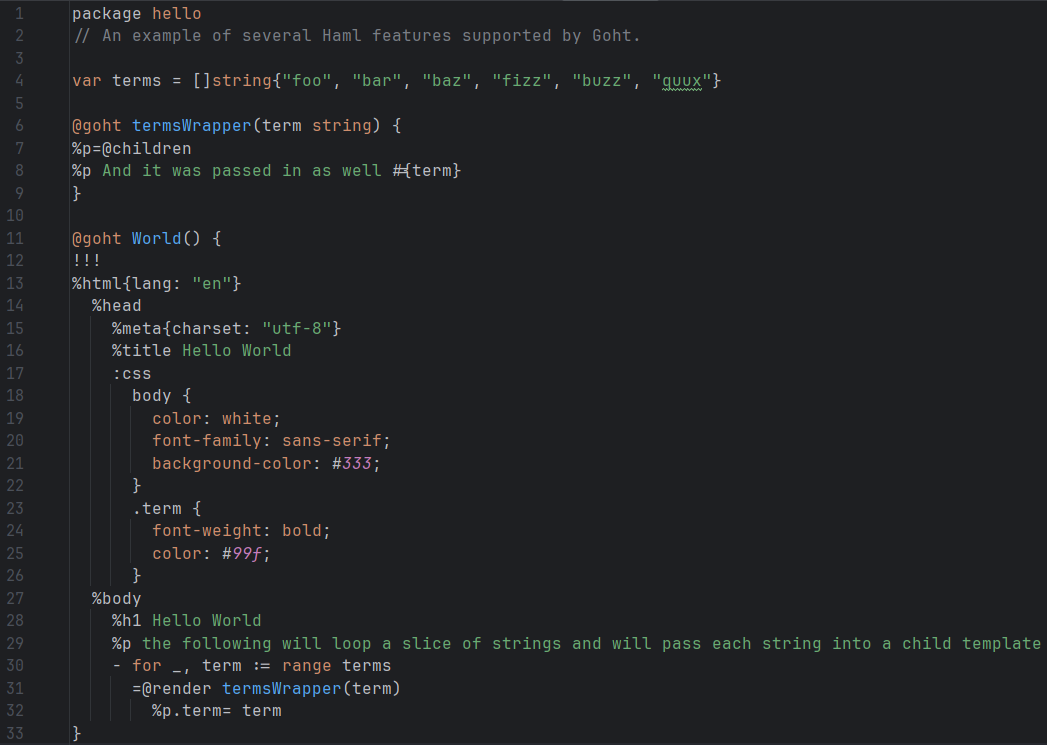 1 package hello
2 // An example of several Haml features supported by Goht.
3
4 var terms = []string{"foo", "bar", "baz", "fizz", "buzz", "quux"}
5
6 @goht termsWrapper(term string) {
7 %p=@children
8 %p And it was passed in as well #{term}
9 }
10
11 @goht World() {
12 !!!
13 %html{lang: "en"}
14   %head
15     %meta{charset: "utf-8"}
16     %title Hello World
17     :css
18       body {
19         color: white;
20         font-family: sans-serif;
21         background-color: #333;
22       }
23       .term {
24         font-weight: bold;
25         color: #99f;
26       }
27   %body
28     %h1 Hello World
29     %p the following will loop a slice of strings and will pass each string into a child template
30     - for _, term := range terms
31       =@render termsWrapper(term)
32         %p.term= term
33 }